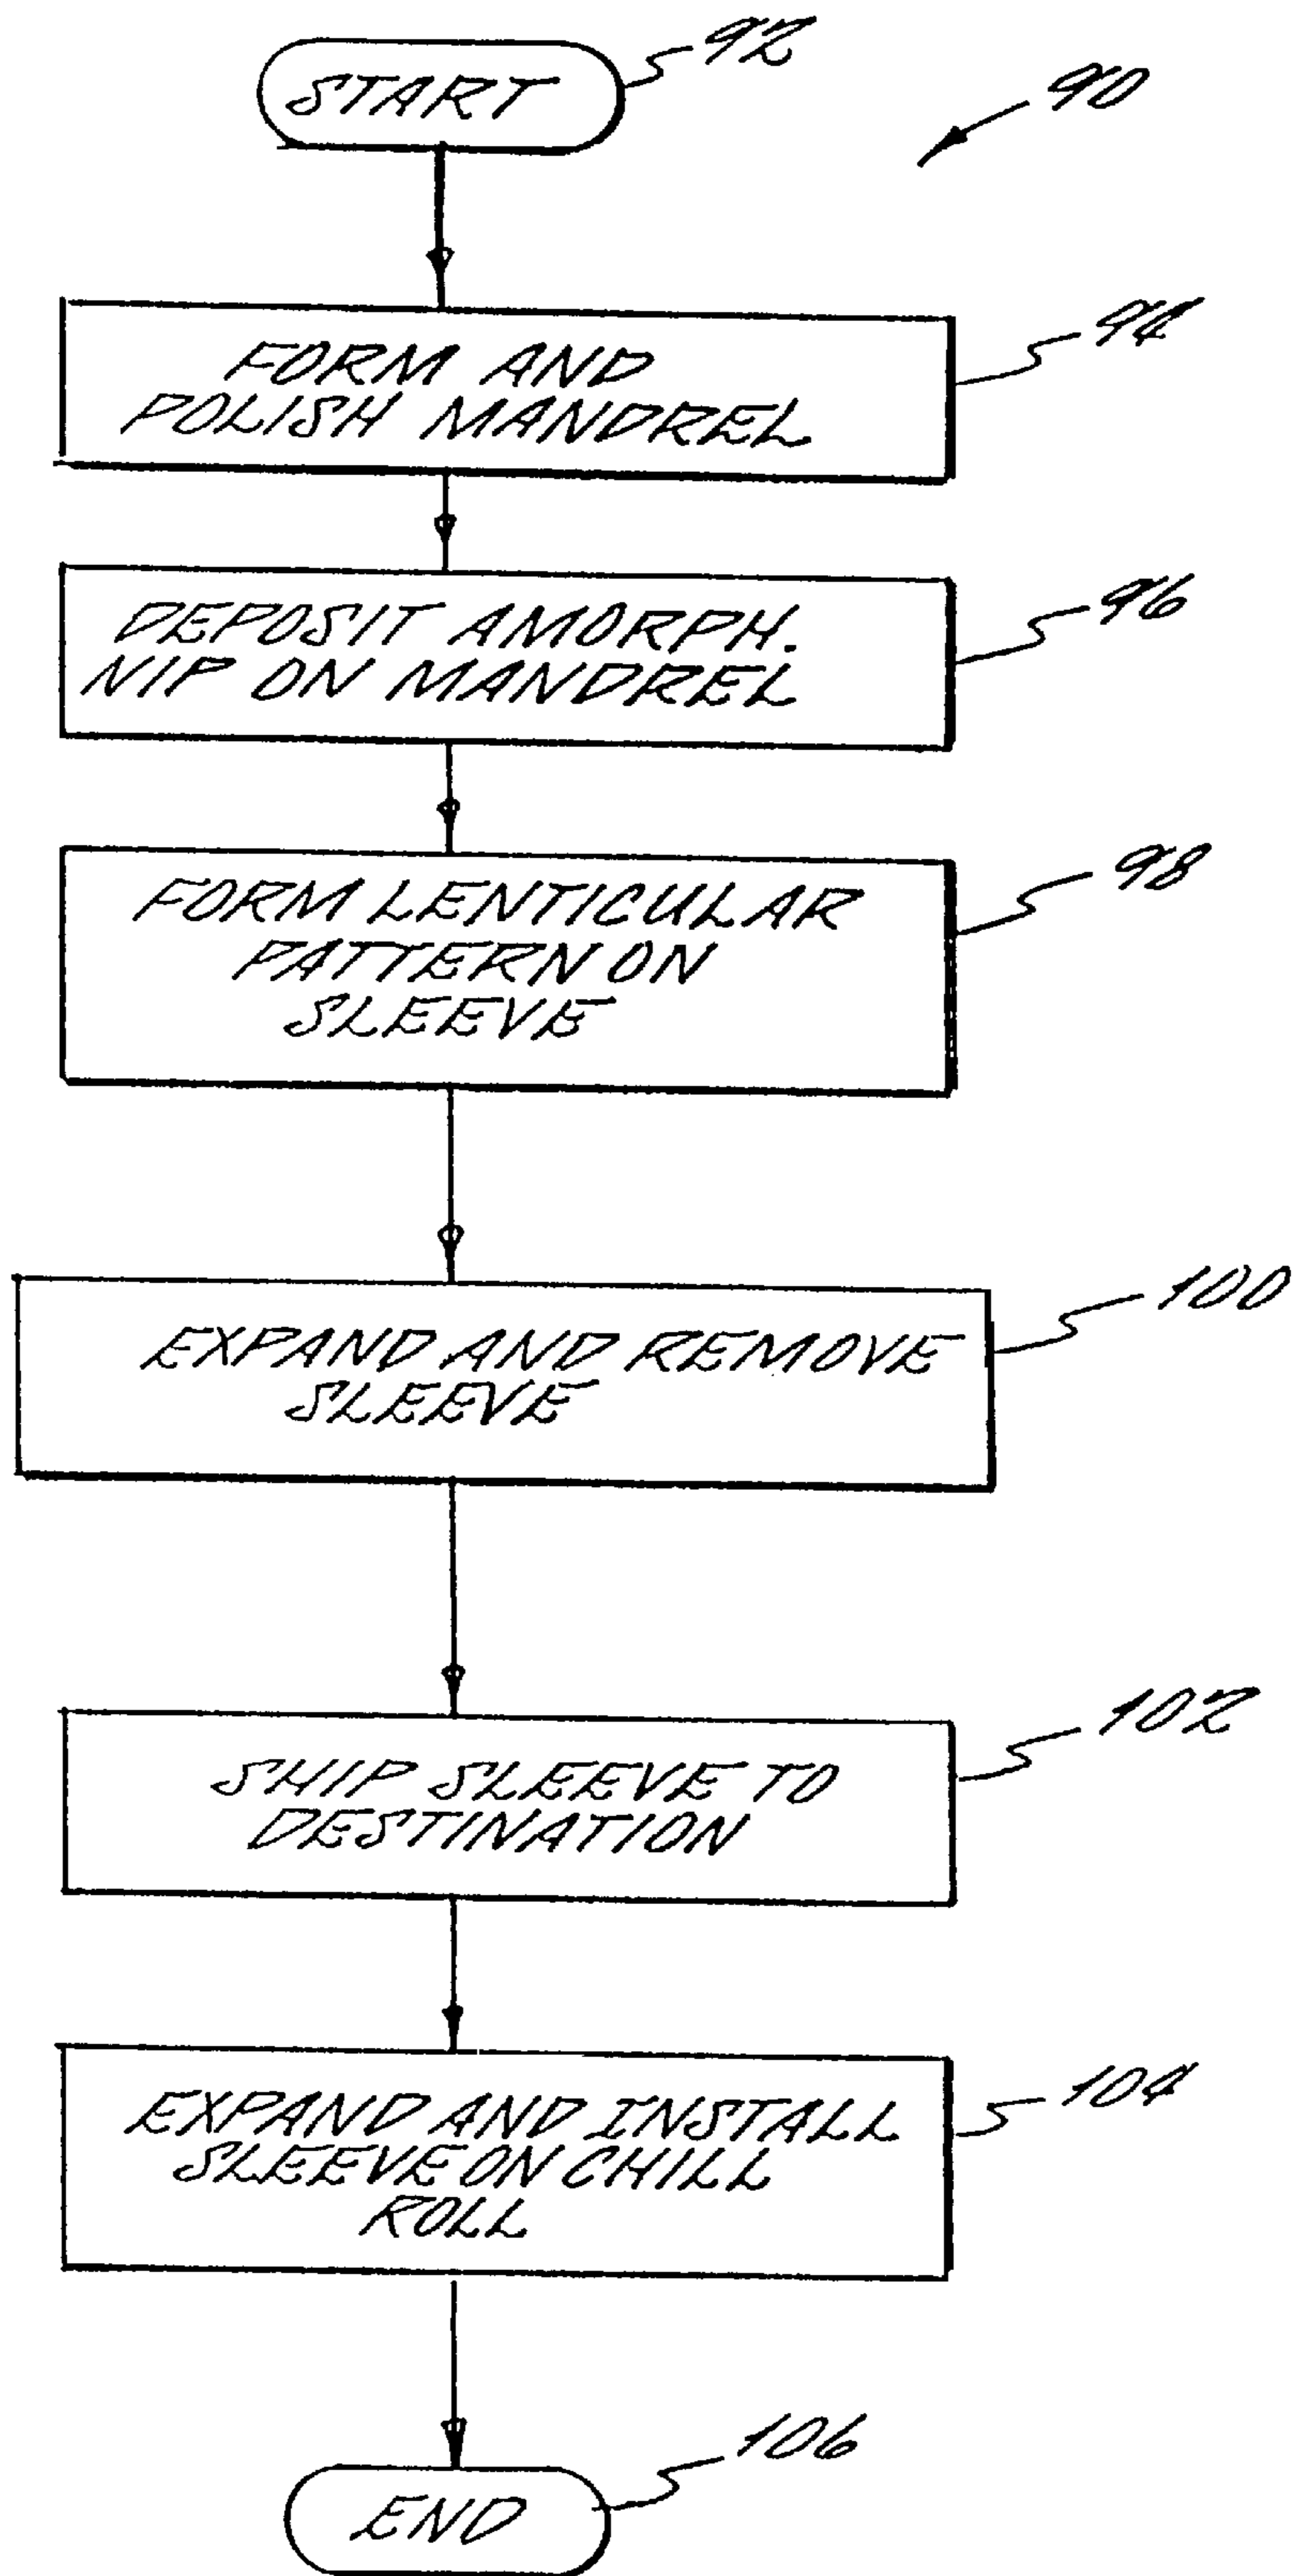 START
92
90
FORM AND
POLISH MANDREL
94
DEPOSIT AMORPH.
NIP ON MANDREL
96
FORM LENTICULAR
PATTERN ON
SLEEVE
98
EXPAND AND REMOVE
SLEEVE
100
SHIP SLEEVE TO
DESTINATION
102
EXPAND AND INSTALL
SLEEVE ON CHILL
ROLL
104
END
106